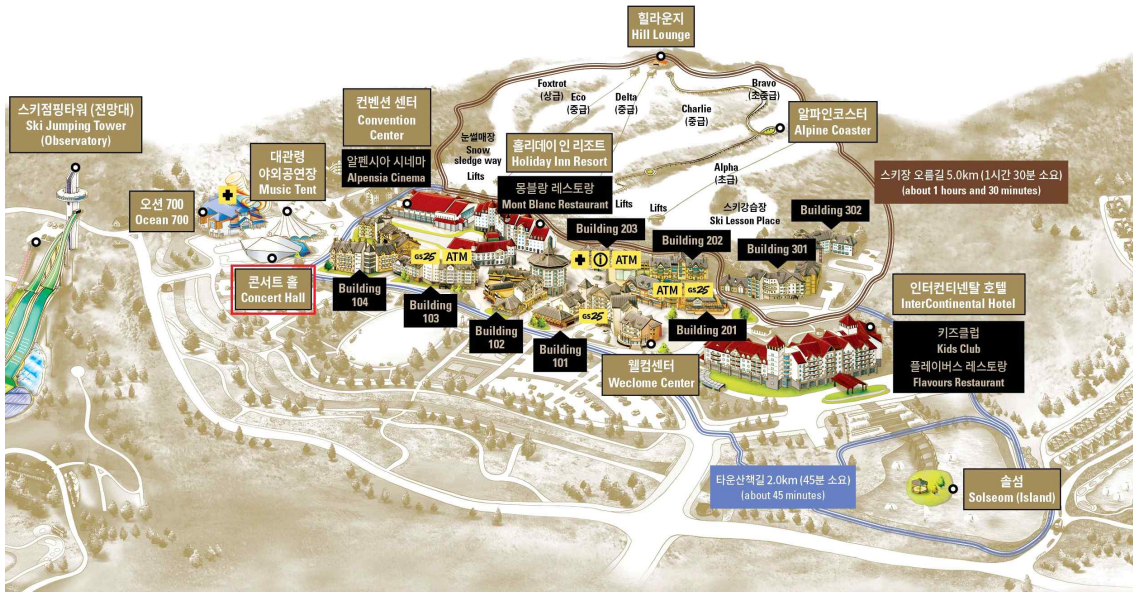 힐라운지
Hill Lounge
Foxtrot
(상급)
Eco
(중급)
Delta
(중급)
Bravo
(초중급)
Charlie
(중급)
스키점핑타워 (전망대)
Ski Jumping Tower
(Observatory)
컨벤션 센터
Convention
Center
알펜시아 시네마
Alpensia Cinema
눈썰매장
Snow
sledge way
Lifts
홀리데이 인 리조트
Holiday Inn Resort
몽블랑 레스토랑
Mont Blanc Restaurant
알파인코스터
Alpine Coaster
Alpha
(초급)
대관령
야외공연장
Music Tent
오션 700
Ocean 700
스키장 오름길 5.0km (1시간 30분 소요)
(about 1 hours and 30 minutes)
Lifts
Lifts
스키강습장
Ski Lesson Place
Building 302
Building 203
Building 202
Building 301
콘서트 홀
Concert Hall
GS25
ATM
ATM
ATM
GS25
Building
104
Building
103
Building
102
Building
101
GS25
Building 201
인터컨티넨탈 호텔
InterContinental Hotel
키즈클럽
Kids Club
플레이버스 레스토랑
Flavours Restaurant
웰컴센터
Weclome Center
타운산책길 2.0km (45분 소요)
(about 45 minutes)
솔섬
Solseom (Island)